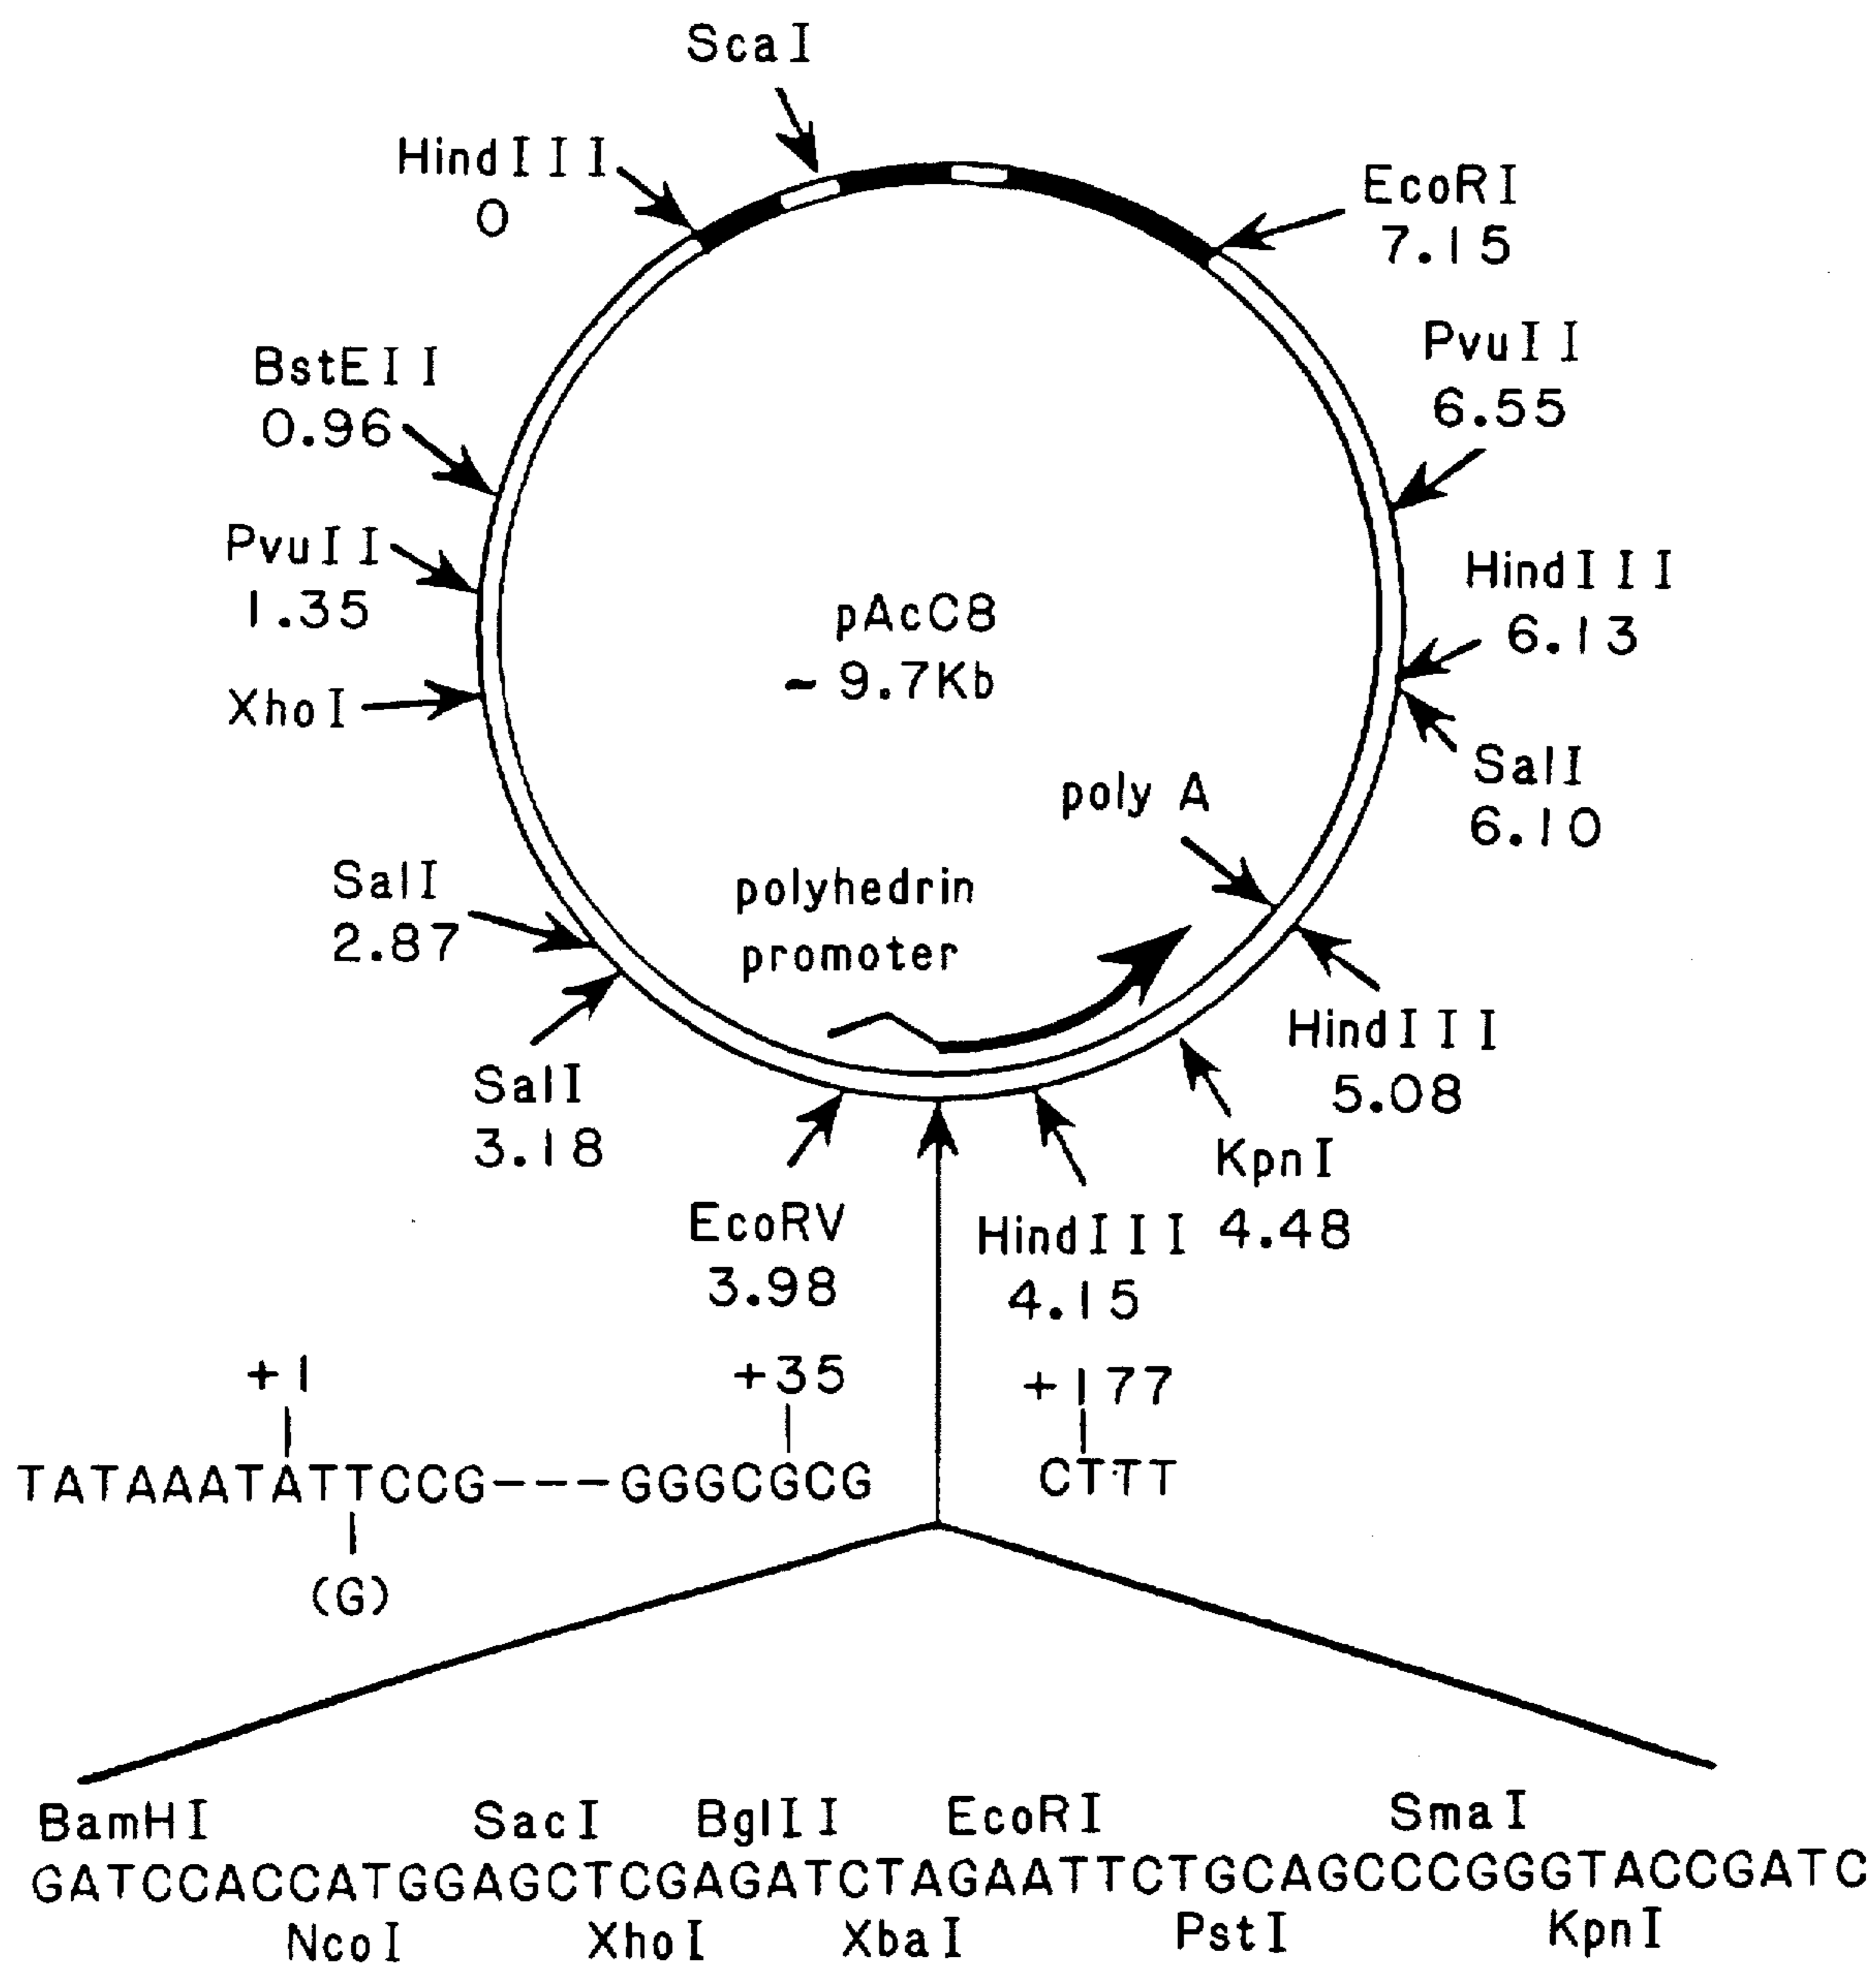 ScaI
HindIII
0
EcoRI
7.15
PvuII
6.55
BstEII
0.96
PvuII
1.35
HindIII
6.13
pAcC8
~ 9.7Kb
XhoI
SalI
6.10
poly A
SalI
2.87
polyhedrin
promoter
HindIII
5.08
SalI
3.18
KpnI
4.48
EcoRV
3.98
HindIII
4.15
+1
+35
+177
TATAAATATTCCG---GGGCGCG
CTTT
(G)
BamHI SacI BglII EcoRI SmaI
GATCCACCATGGAGCTCGAGATCTAGAATTCTGCAGCCCGGGTACCGATC
NcoI XhoI XbaI PstI KpnI